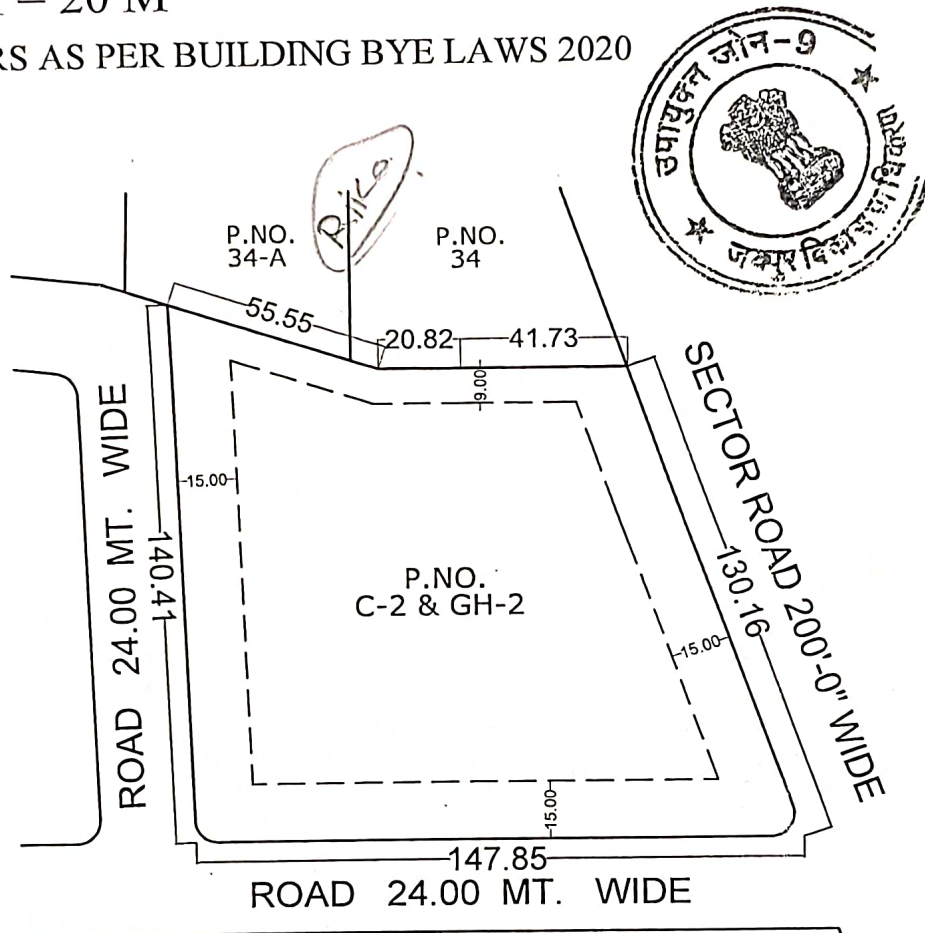 = 20 M
RS AS PER BUILDING BYE LAWS 2020
उपायुक्त जोन-9
जयपुर विकास प्राधिकरण
P.NO.
34-A
P.NO.
34
55.55
20.82
41.73
9.00
SECTOR ROAD 200'-0" WIDE
ROAD 24.00 MT. WIDE
15.00
140.41
130.16
P.NO.
C-2 & GH-2
15.00
15.00
147.85
ROAD 24.00 MT. WIDE